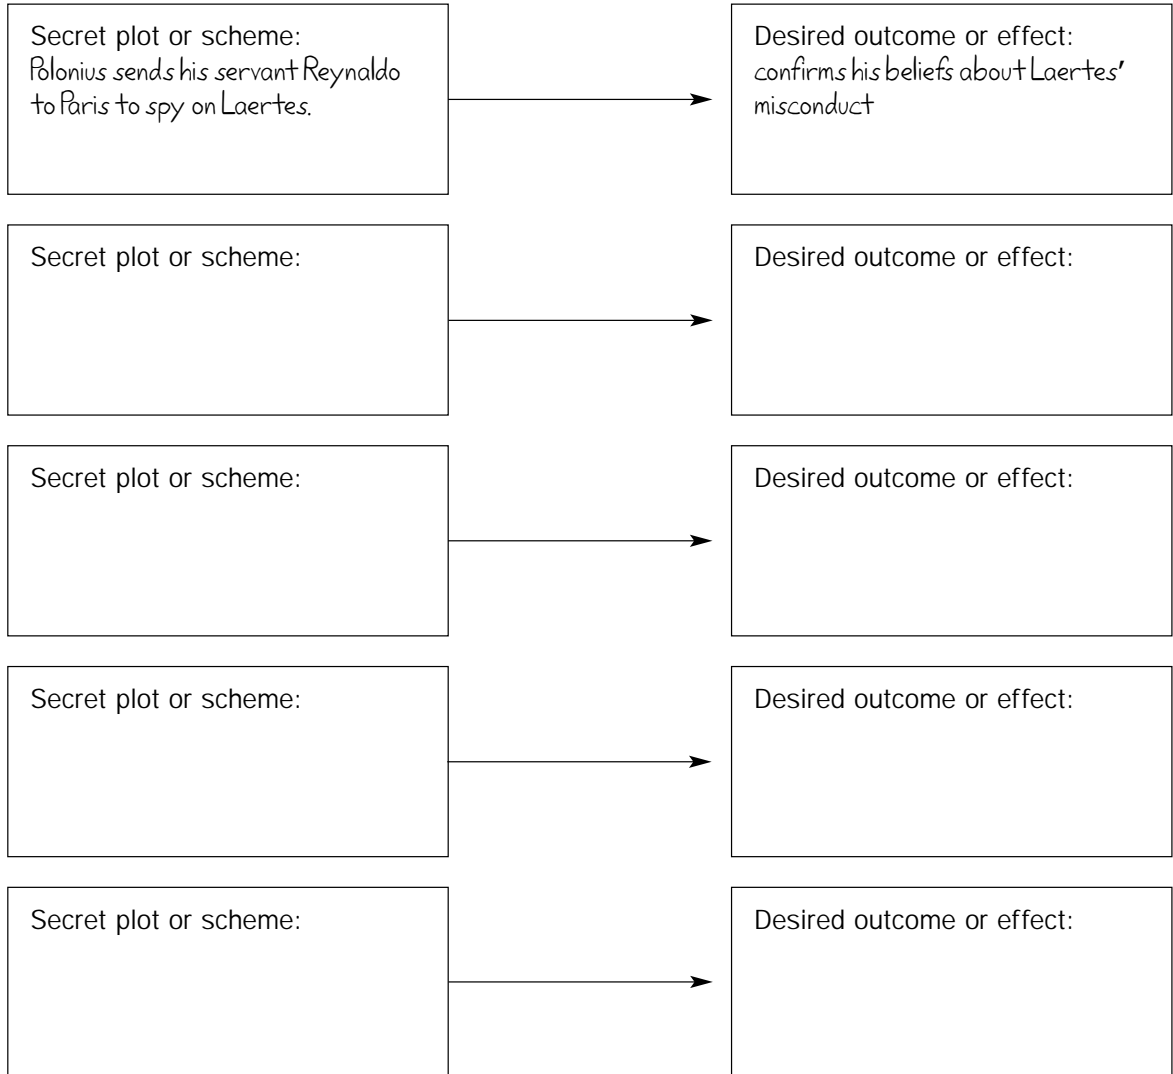 Secret plot or scheme:
Polonius sends his servant Reynaldo
to Paris to spy on Laertes.
Desired outcome or effect:
confirms his beliefs about Laertes'
misconduct
Secret plot or scheme:
Desired outcome or effect:
Secret plot or scheme:
Desired outcome or effect:
Secret plot or scheme:
Desired outcome or effect:
Secret plot or scheme:
Desired outcome or effect: